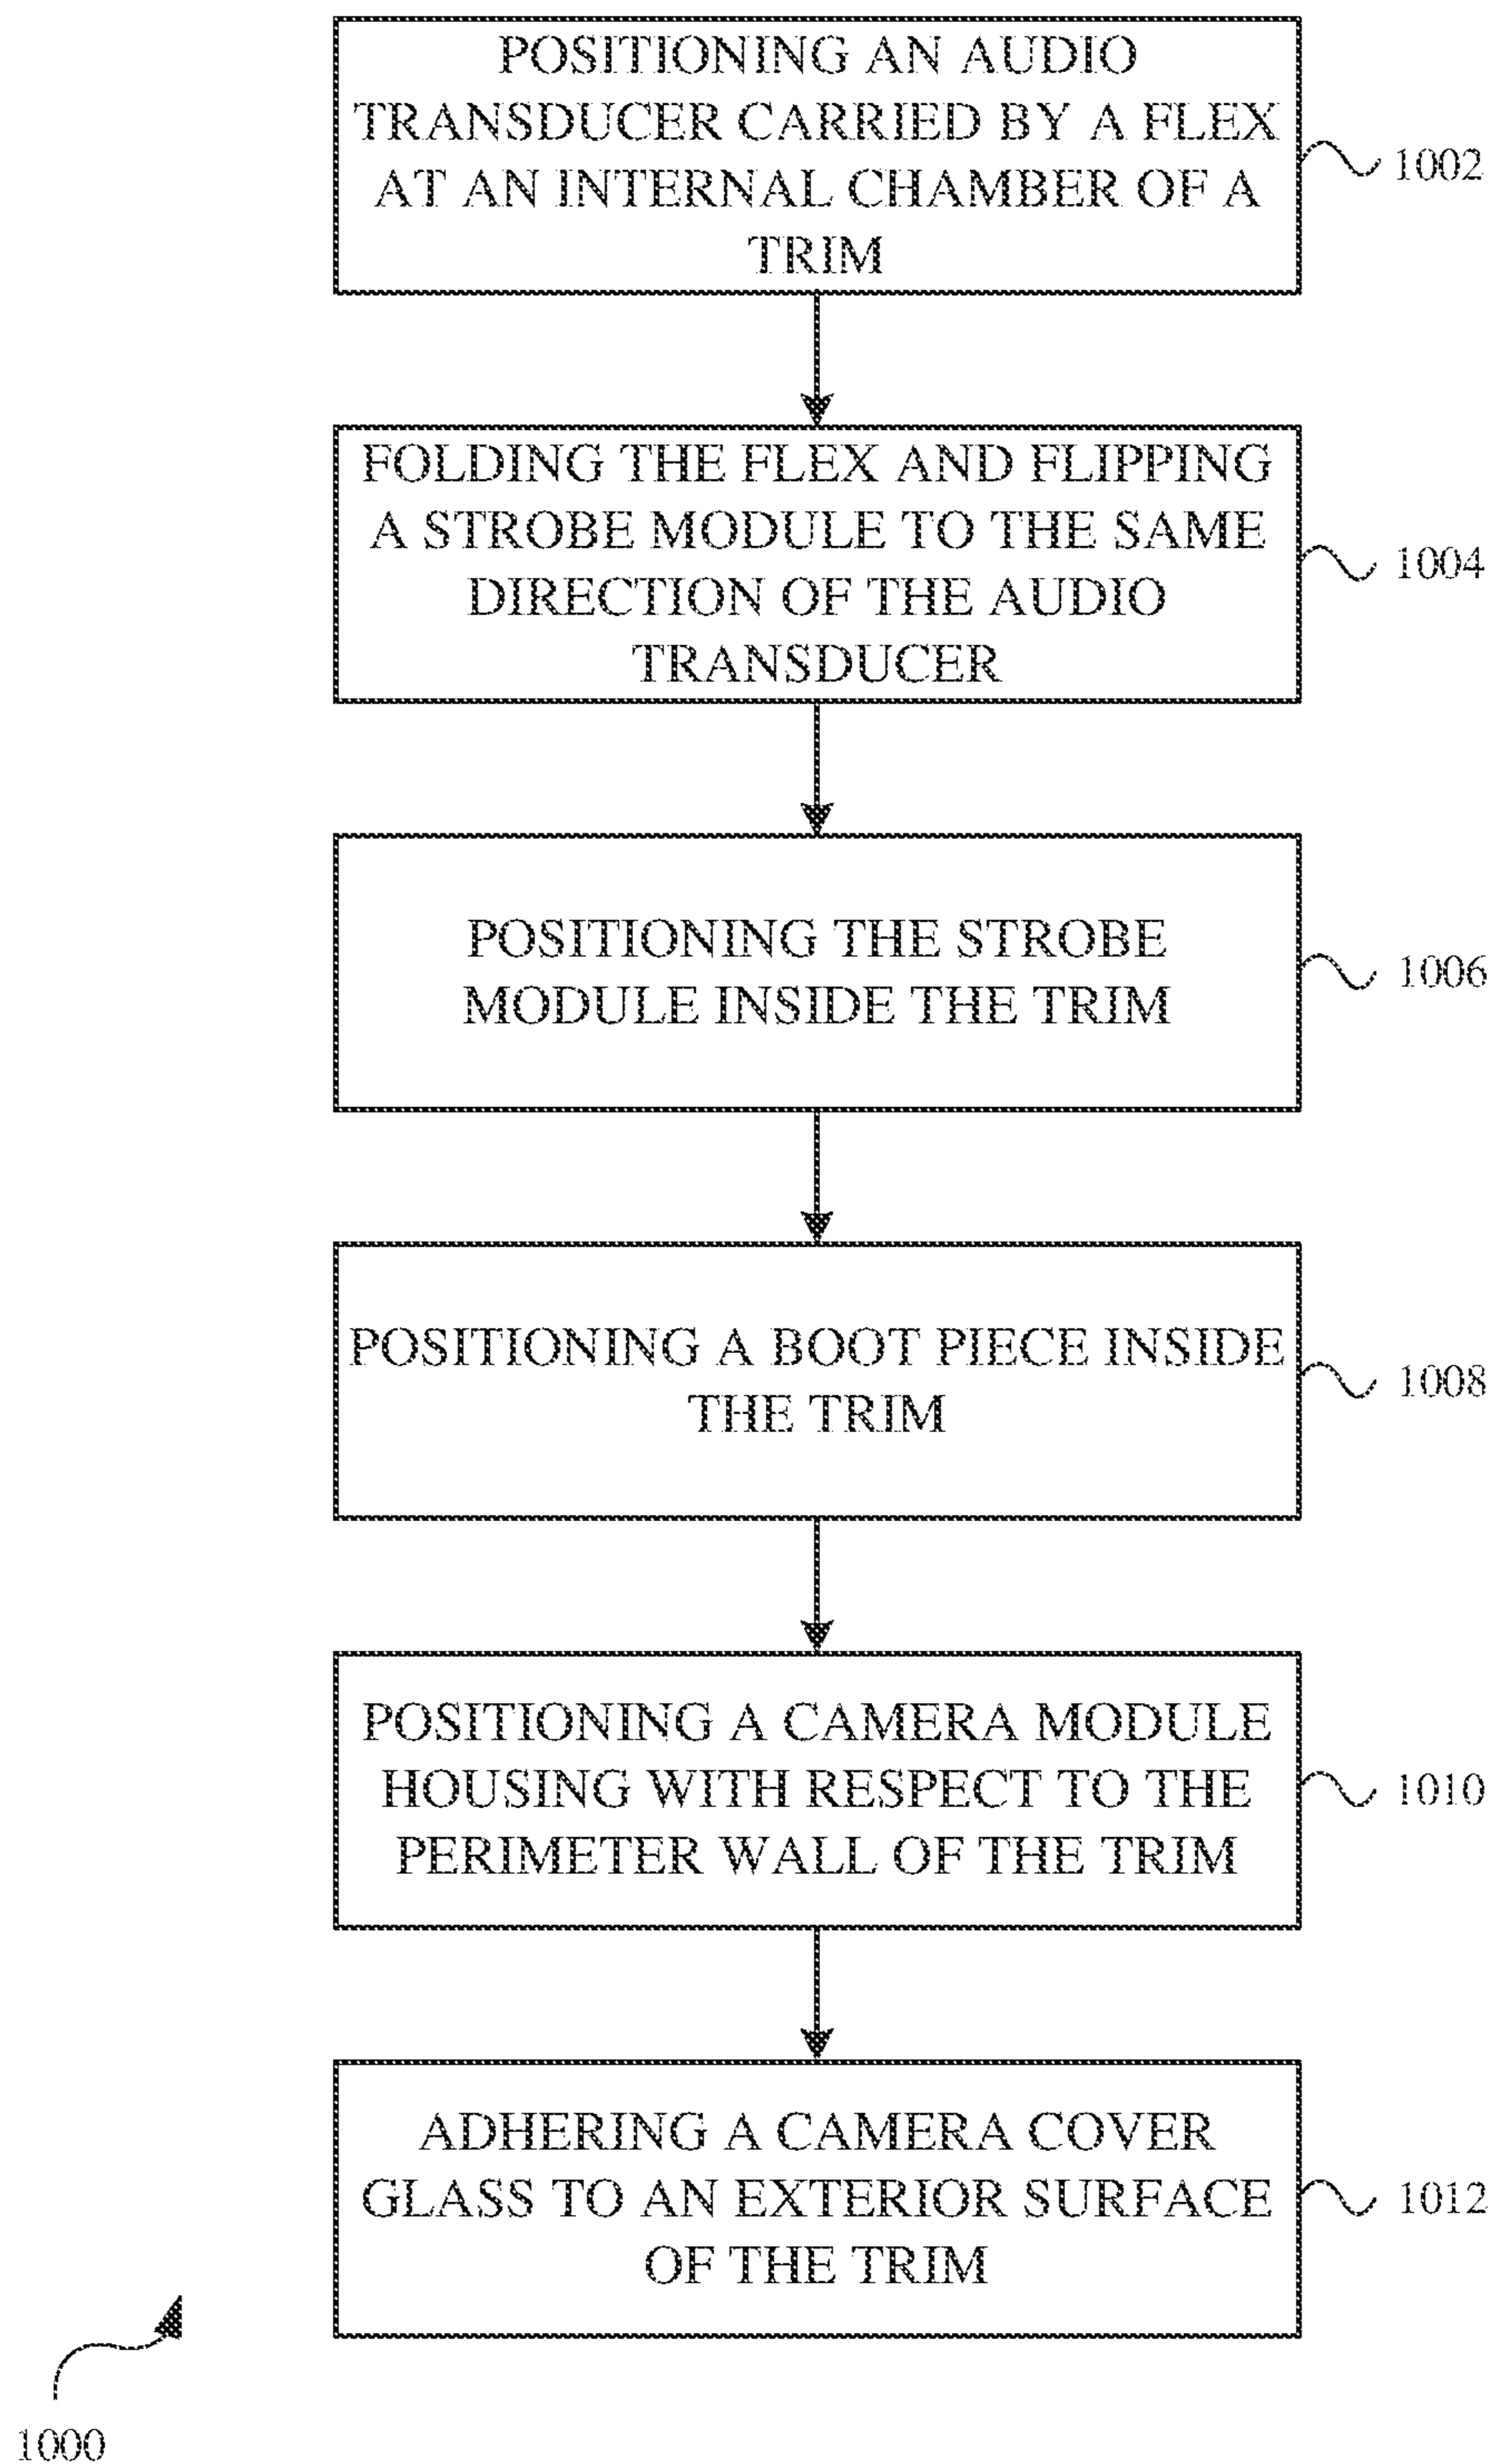 POSITIONING AN AUDIO
TRANSDUCER CARRIED BY A FLEX
AT AN INTERNAL CHAMBER OF A
TRIM
1002
FOLDING THE FLEX AND FLIPPING
A STROBE MODULE TO THE SAME
DIRECTION OF THE AUDIO
TRANSDUCER
1004
POSITIONING THE STROBE
MODULE INSIDE THE TRIM
1006
POSITIONING A BOOT PIECE INSIDE
THE TRIM
1008
POSITIONING A CAMERA MODULE
HOUSING WITH RESPECT TO THE
PERIMETER WALL OF THE TRIM
1010
ADHERING A CAMERA COVER
GLASS TO AN EXTERIOR SURFACE
OF THE TRIM
1012
1000